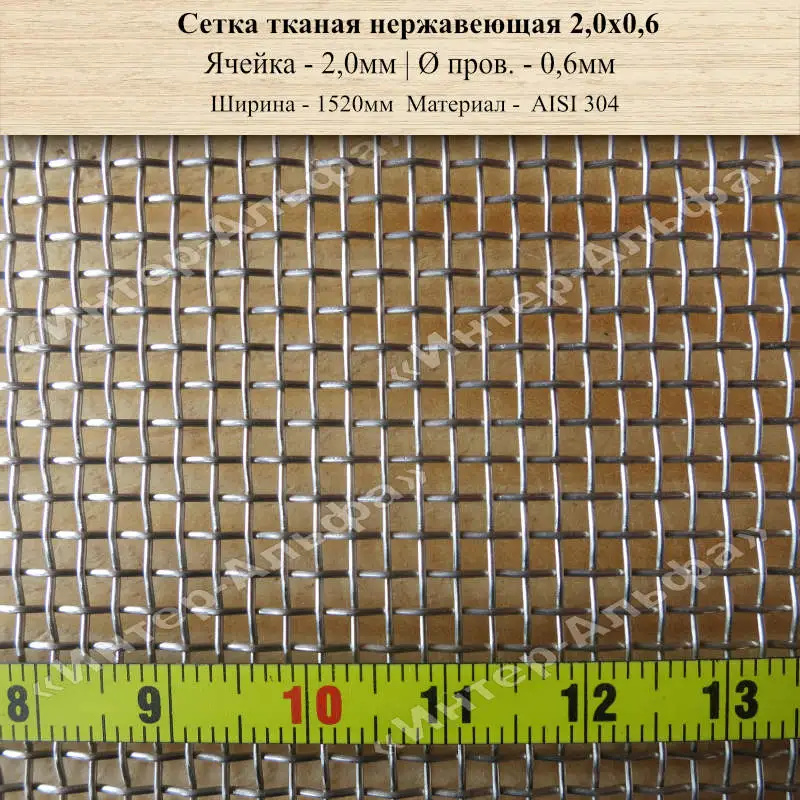 Сетка тканая нержавеющая 2,0х0,6
Ячейка - 2,0мм | Ø пров. - 0,6мм
Ширина - 1520мм Материал - AISI 304
«Интер-Альфа»
«Интер-Альфа»
«Интер-Альфа»
«Интер-Альфа»
8 9 10 11 12 13